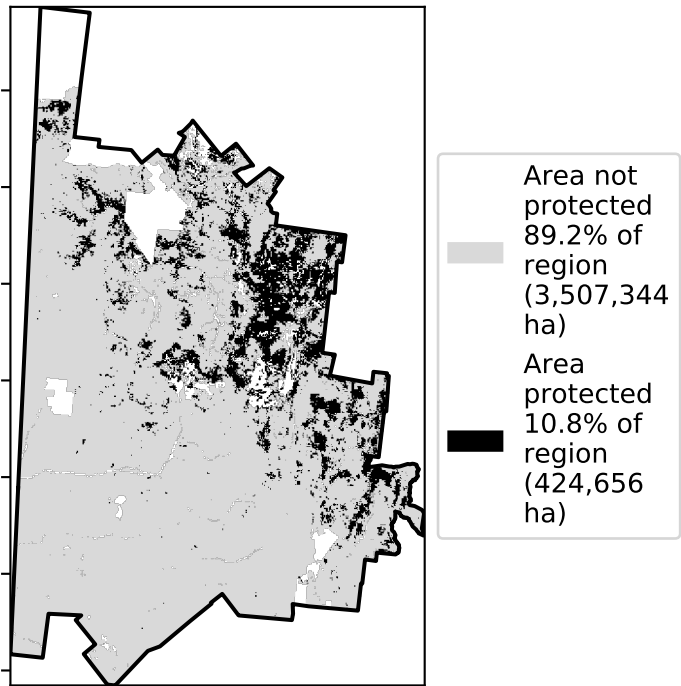 Area not
protected
89.2% of
region
(3,507,344
ha)
Area
protected
10.8% of
region
(424,656
ha)